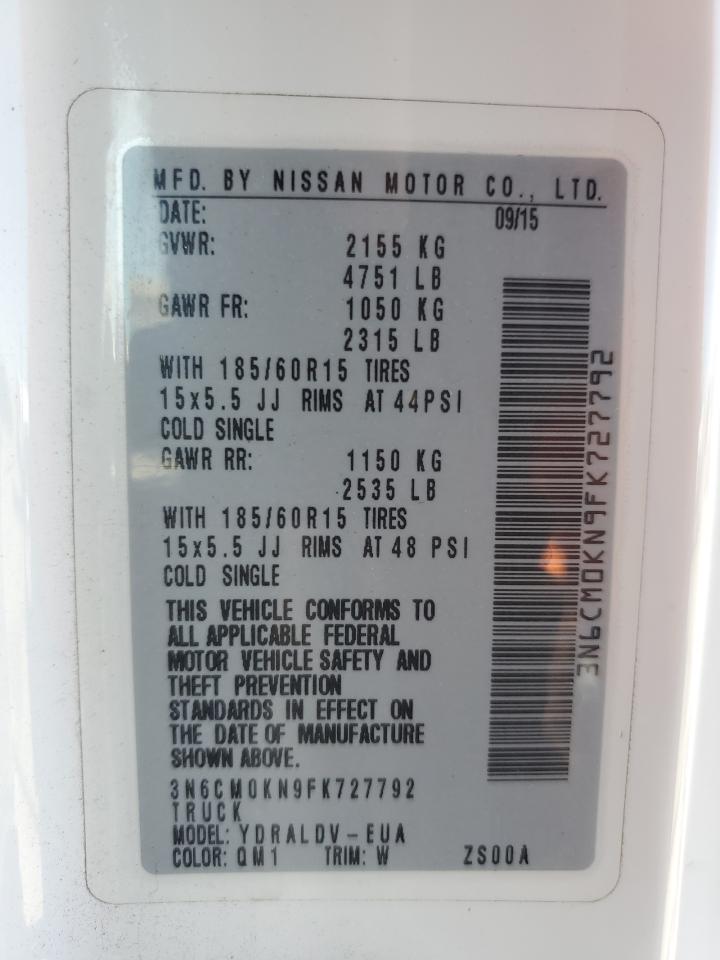 MFD. BY NISSAN MOTOR CO., LTD.
DATE: 09/15
GVWR: 2155 KG
4751 LB
GAWR FR: 1050 KG
2315 LB
WITH 185/60R15 TIRES
15x5.5 JJ RIMS AT 44PSI
COLD SINGLE
GAWR RR: 1150 KG
2535 LB
WITH 185/60R15 TIRES
15x5.5 JJ RIMS AT 48 PSI
COLD SINGLE
THIS VEHICLE CONFORMS TO
ALL APPLICABLE FEDERAL
MOTOR VEHICLE SAFETY AND
THEFT PREVENTION
STANDARDS IN EFFECT ON
THE DATE OF MANUFACTURE
SHOWN ABOVE.
3N6CM0KN9FK727792
TRUCK
MODEL: YDRALDV-EUA
COLOR: QM1 TRIM: W ZS00A
3N6CM0KN9FK727792